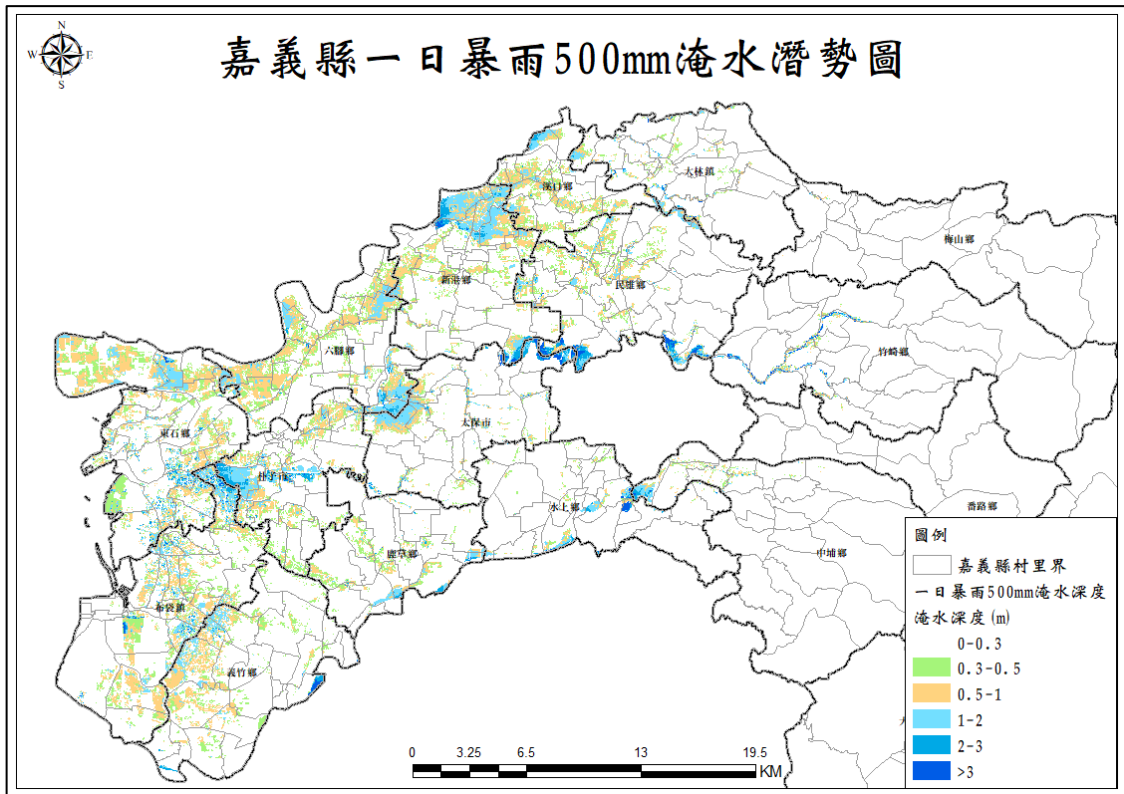 N
W E
S
嘉義縣一日暴雨500mm淹水潛勢圖
溪口鄉
大林鎮
梅山鄉
新港鄉
民雄鄉
六腳鄉
竹崎鄉
太保市
東石鄉
朴子市
水上鄉
番路鄉
鹿草鄉
中埔鄉
布袋鎮
義竹鄉
圖例
嘉義縣村里界
一日暴雨500mm淹水深度
淹水深度(m)
0-0.3
0.3-0.5
0.5-1
1-2
2-3
>3
0 3.25 6.5 13 19.5
KM